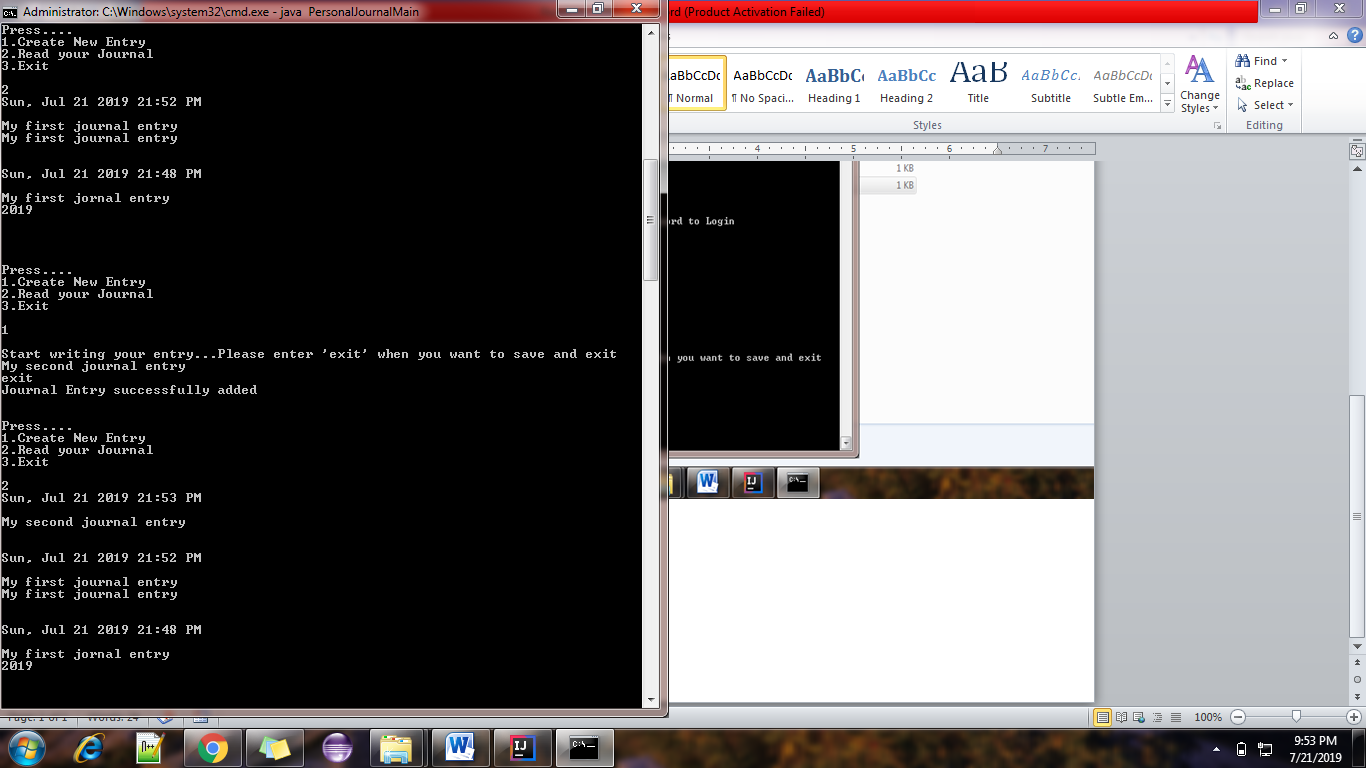 Administrator: C:\Windows\system32\cmd.exe - java PersonalJournalMain
Press....
1.Create New Entry
2.Read your Journal
3.Exit
2
Sun, Jul 21 2019 21:52 PM
My first journal entry
My first journal entry
Sun, Jul 21 2019 21:48 PM
My first jornal entry
2019
Press....
1.Create New Entry
2.Read your Journal
3.Exit
1
Start writing your entry...Please enter 'exit' when you want to save and exit
My second journal entry
exit
Journal Entry successfully added
Press....
1.Create New Entry
2.Read your Journal
3.Exit
2
Sun, Jul 21 2019 21:53 PM
My second journal entry
Sun, Jul 21 2019 21:52 PM
My first journal entry
My first journal entry
Sun, Jul 21 2019 21:48 PM
My first jornal entry
2019
rd (Product Activation Failed)
AaBbCcDc AaBbCcDc AaBbCc AaBbCc AaB AaBbCc. AaBbCcDc
¶ Normal ¶ No Spaci... Heading 1 Heading 2 Title Subtitle Subtle Em...
Change Styles
Find
Replace
Select
Styles
Editing
4 5 6 7
1 KB
1 KB
ord to Login
you want to save and exit
Page: 1 of 1 Words: 24
100%
9:53 PM
7/21/2019